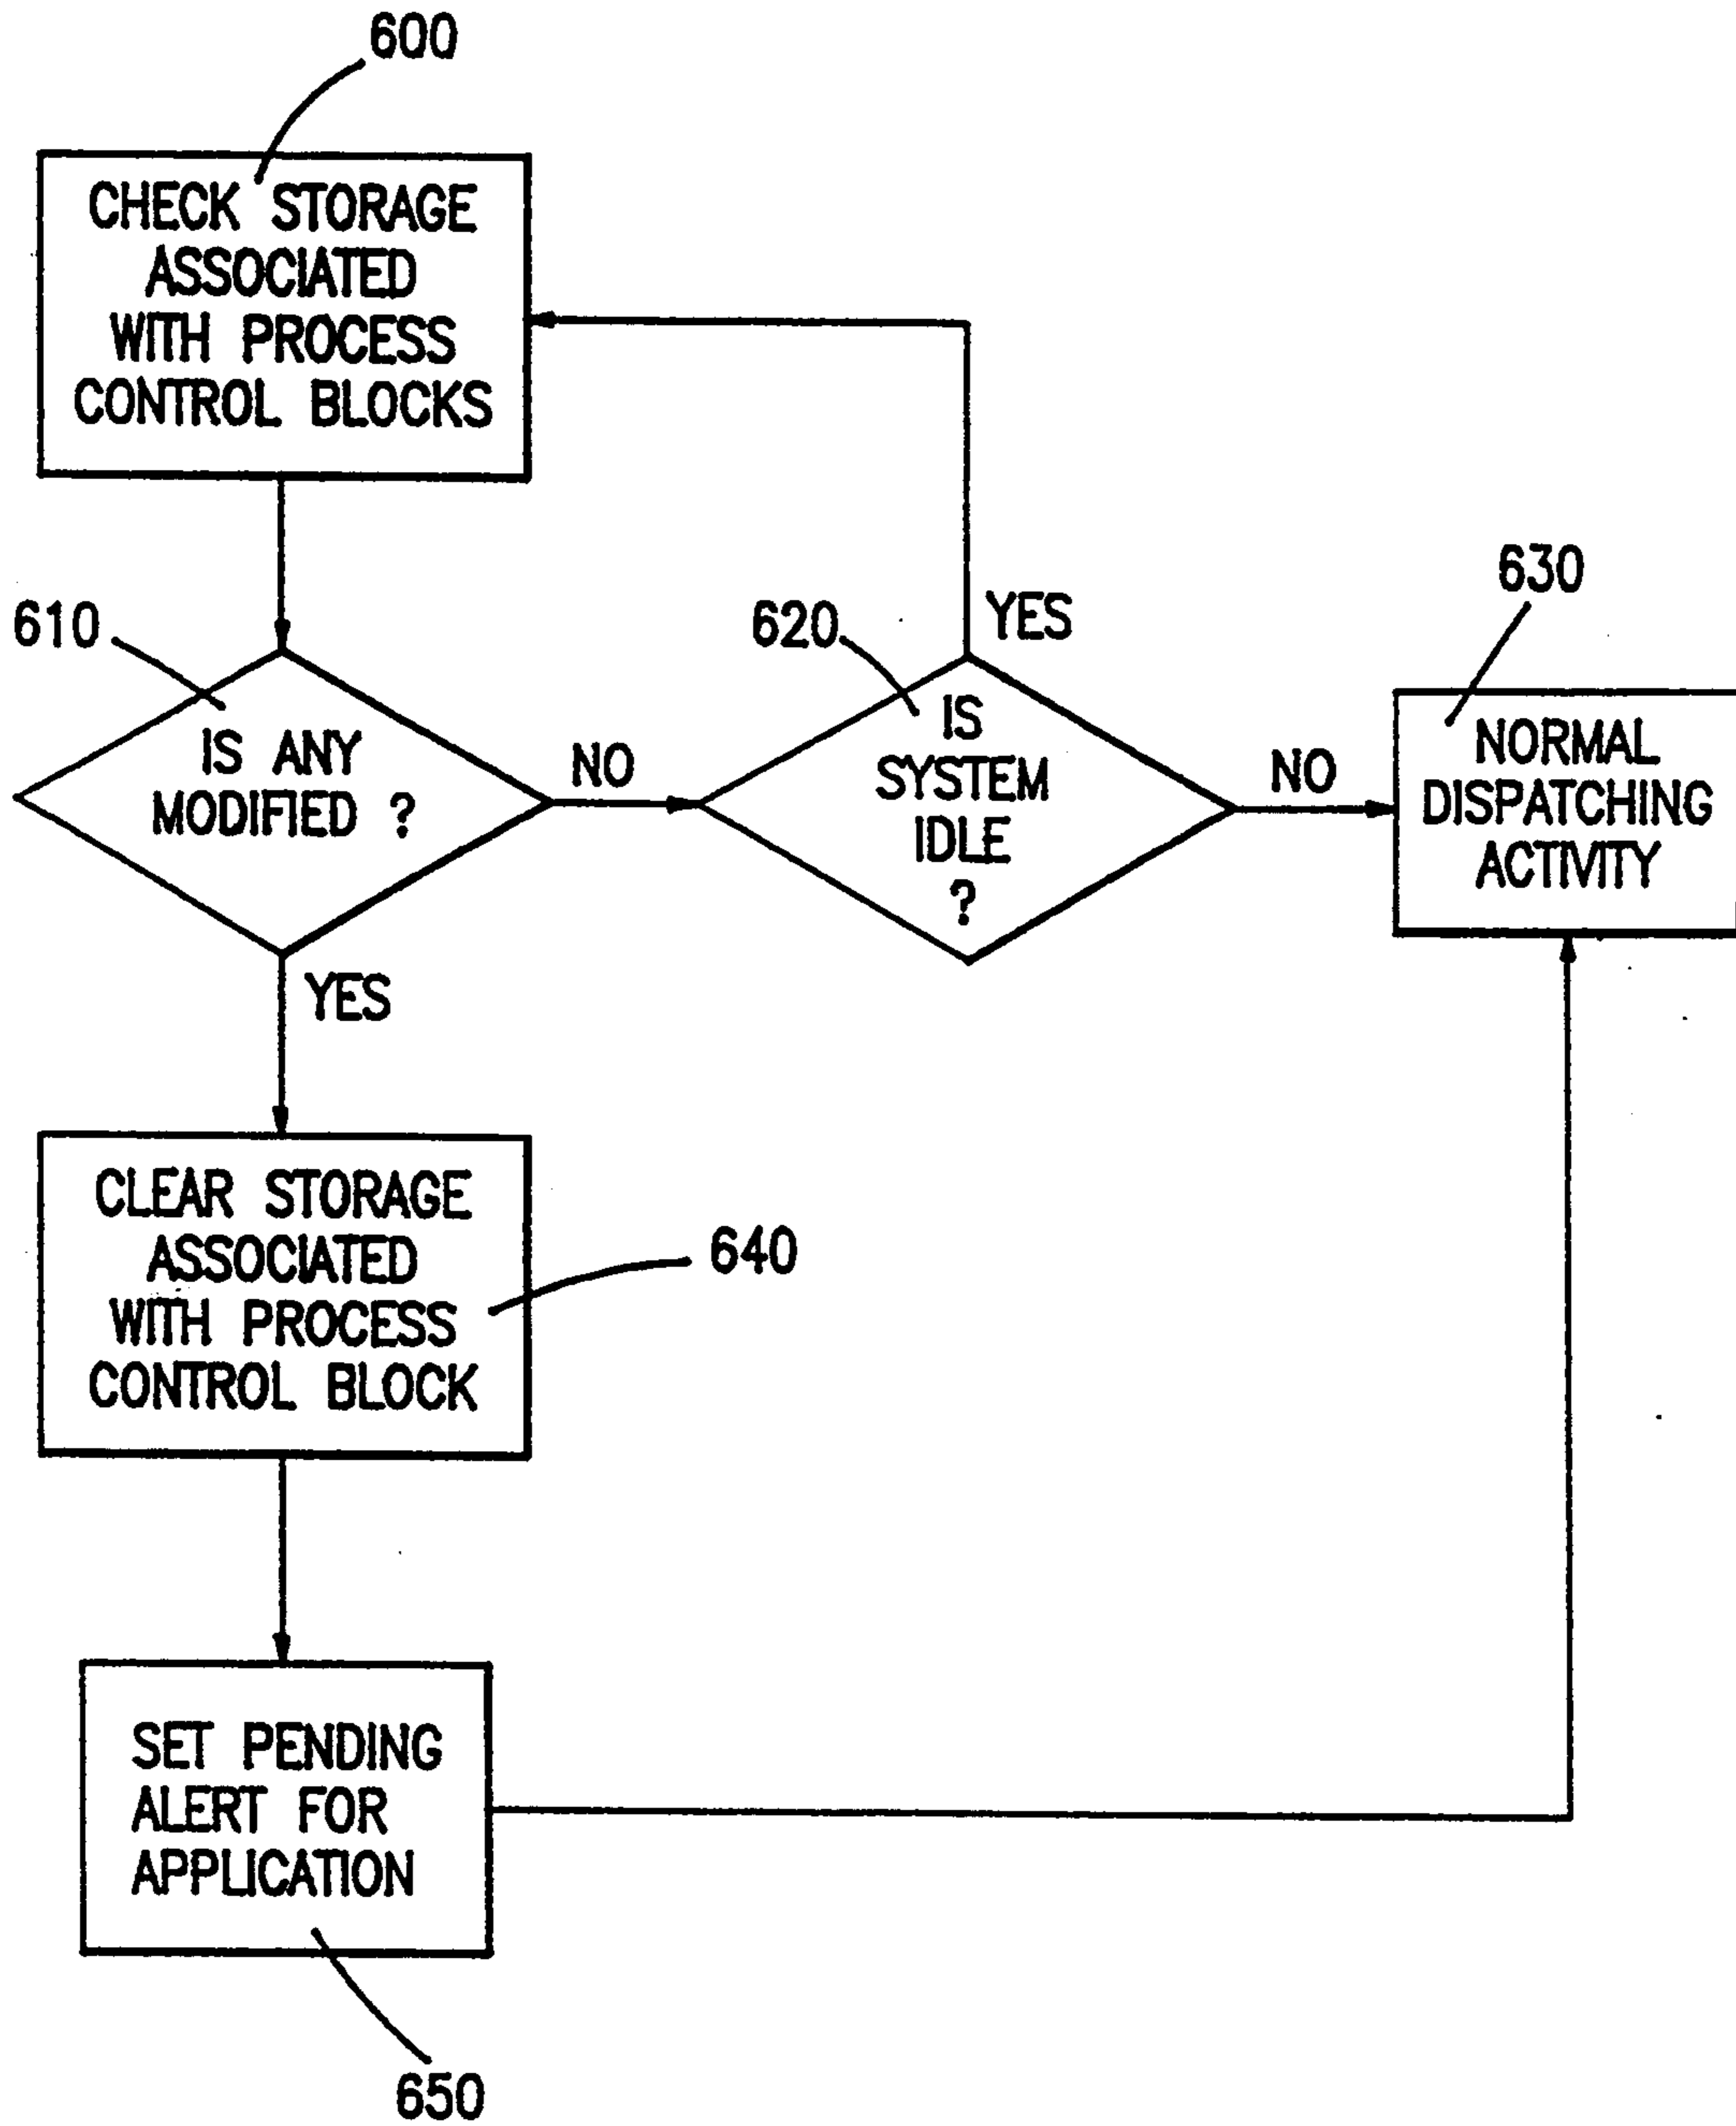 600
CHECK STORAGE
ASSOCIATED
WITH PROCESS
CONTROL BLOCKS
610
IS ANY
MODIFIED ?
NO
YES
620
IS
SYSTEM
IDLE
?
YES
NO
630
NORMAL
DISPATCHING
ACTIVITY
CLEAR STORAGE
ASSOCIATED
WITH PROCESS
CONTROL BLOCK
640
SET PENDING
ALERT FOR
APPLICATION
650